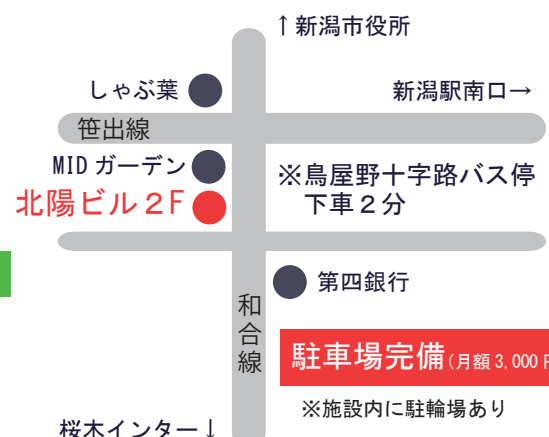 ↑新潟市役所
しゃぶ葉
新潟駅南口→
笹出線
MIDガーデン
※鳥屋野十字路バス停
下車２分
北陽ビル２F
第四銀行
和合線
駐車場完備(月額3,000
※施設内に駐輪場あり
桜木インター↓